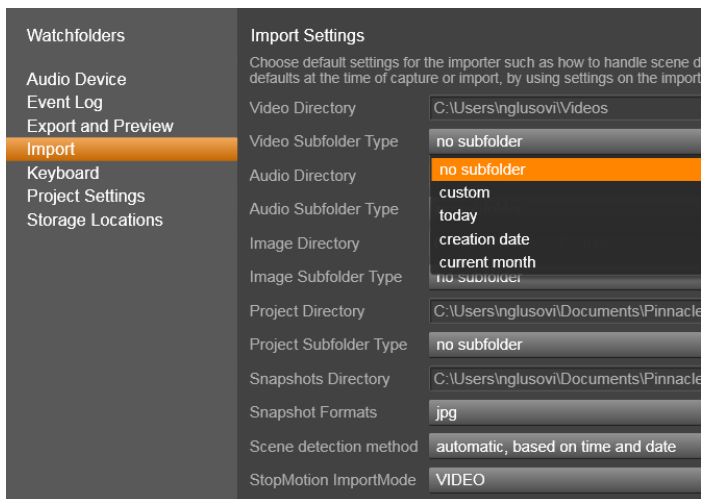 Watchfolders
Audio Device
Event Log
Export and Preview
Import
Keyboard
Project Settings
Storage Locations
Import Settings
Choose default settings for the importer such as how to handle scene d
defaults at the time of capture or import, by using settings on the import
Video Directory C:\Users\nglusovi\Videos
Video Subfolder Type no subfolder
no subfolder
custom
today
creation date
current month
Audio Directory
Audio Subfolder Type
Image Directory
Image Subfolder Type no subfolder
Project Directory C:\Users\nglusovi\Documents\Pinnacle
Project Subfolder Type no subfolder
Snapshots Directory C:\Users\nglusovi\Documents\Pinnacle
Snapshot Formats jpg
Scene detection method automatic, based on time and date
StopMotion ImportMode VIDEO